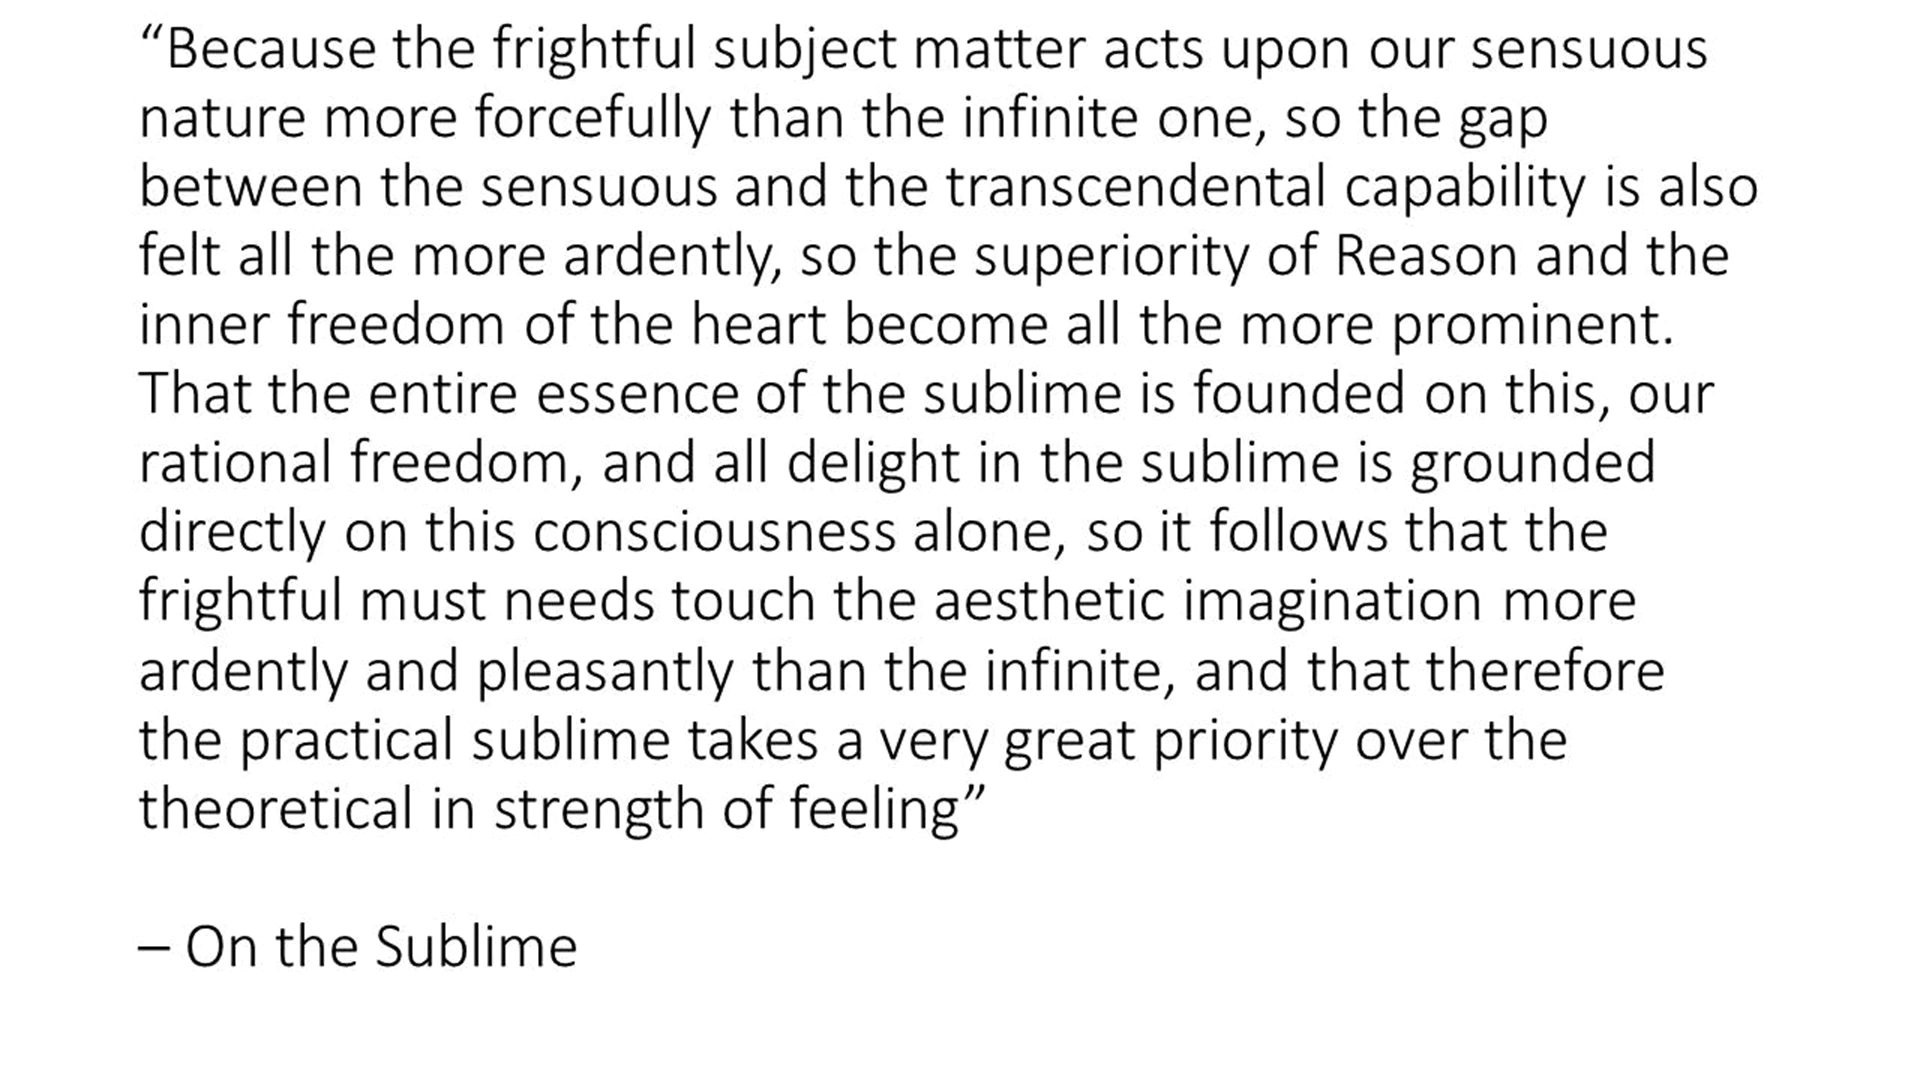 “Because the frightful subject matter acts upon our sensuous
nature more forcefully than the infinite one, so the gap
between the sensuous and the transcendental capability is also
felt all the more ardently, so the superiority of Reason and the
inner freedom of the heart become all the more prominent.
That the entire essence of the sublime is founded on this, our
rational freedom, and all delight in the sublime is grounded
directly on this consciousness alone, so it follows that the
frightful must needs touch the aesthetic imagination more
ardently and pleasantly than the infinite, and that therefore
the practical sublime takes a very great priority over the
theoretical in strength of feeling”
– On the Sublime